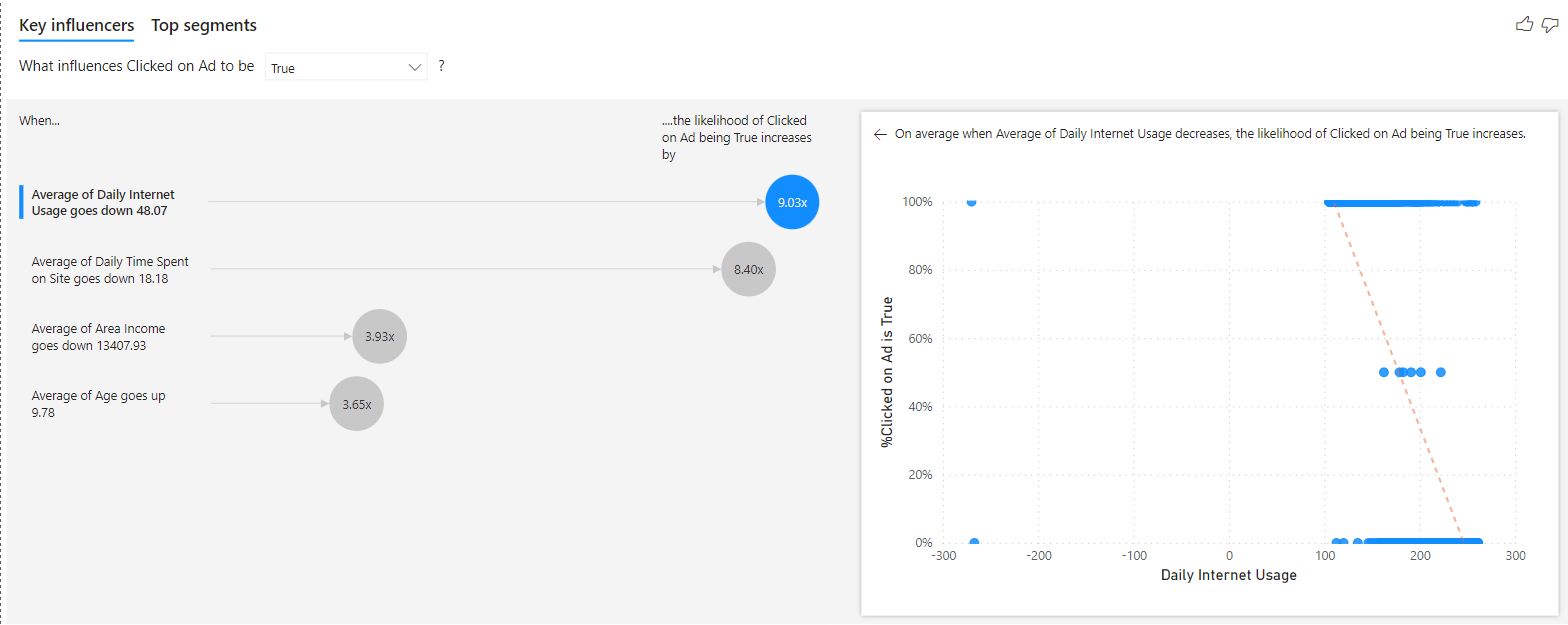 Key influencers Top segments
What influences Clicked on Ad to be True ?
When...
....the likelihood of Clicked
on Ad being True increases
by
Average of Daily Internet
Usage goes down 48.07
9.03x
Average of Daily Time Spent
on Site goes down 18.18
8.40x
Average of Area Income
goes down 13407.93
3.93x
Average of Age goes up
9.78
3.65x
On average when Average of Daily Internet Usage decreases, the likelihood of Clicked on Ad being True increases.
%Clicked on Ad is True
100%
80%
60%
40%
20%
0%
-300 -200 -100 0 100 200 300
Daily Internet Usage